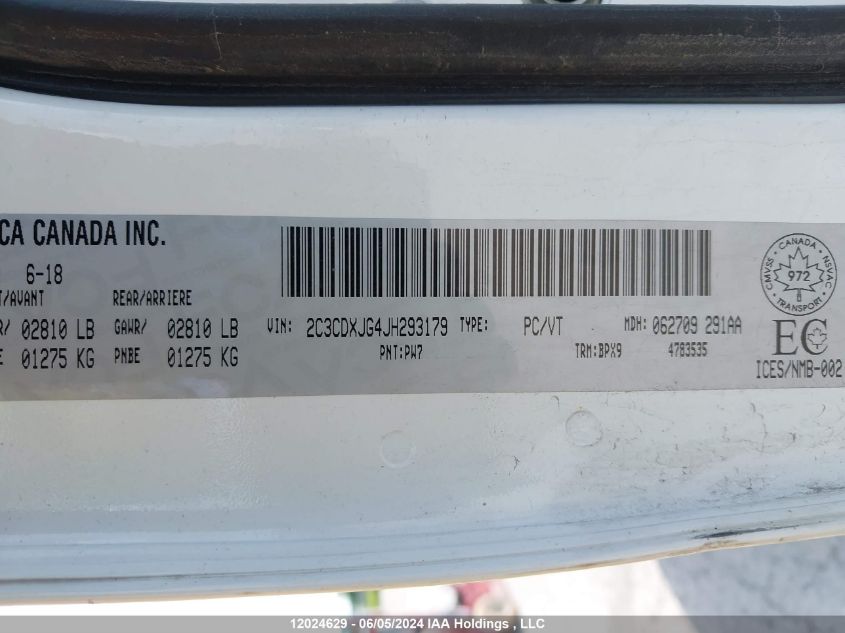 CA CANADA INC.
6-18
T/AVANT REAR/ARRIERE
R/ 02810 LB GAWR/ 02810 LB
E 01275 KG PNBE 01275 KG
VIN: 2C3CDXJG4JH293179 TYPE: PC/VT MDH: 062709 291AA
PNT:PW7 TRM:BPX9 4783535
CMVSS CANADA NSVAC
972
TRANSPORT
EC
ICES/NMB-002
12024629 - 06/05/2024 IAA Holdings , LLC